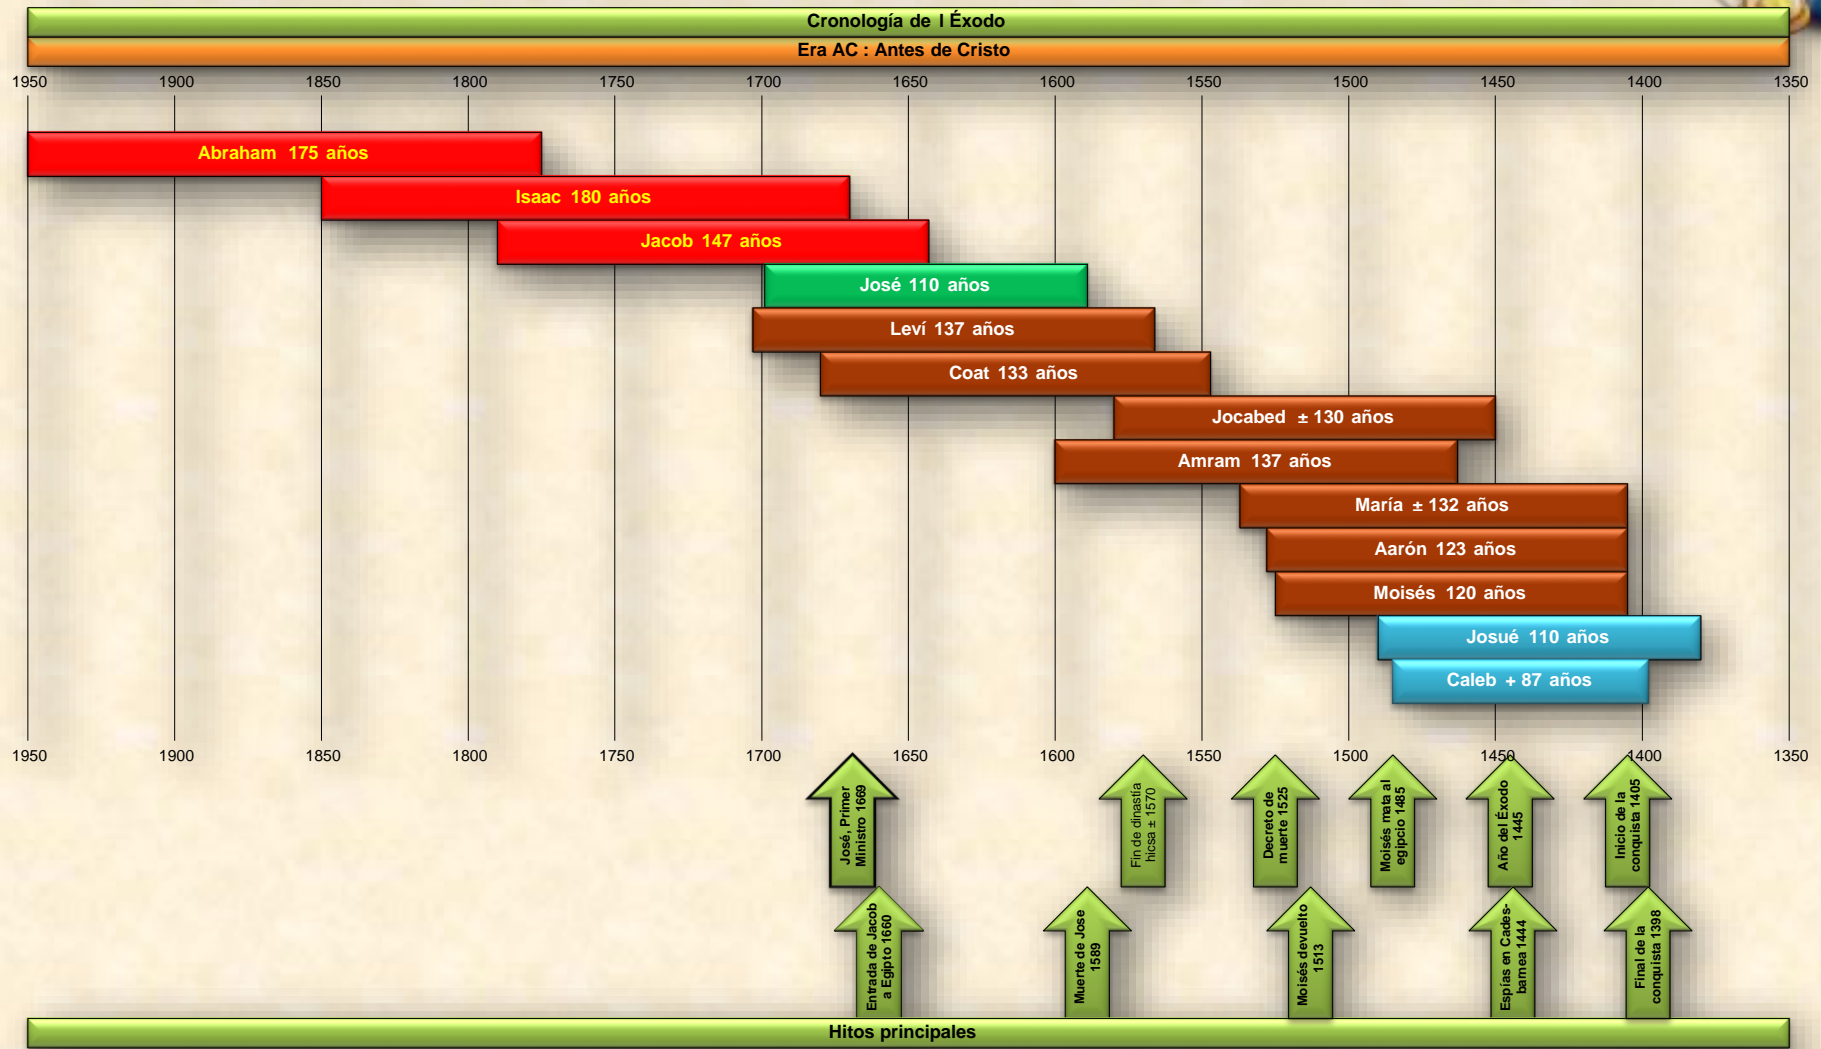 Cronología de l Éxodo
Era AC : Antes de Cristo
1950 1900 1850 1800 1750 1700 1650 1600 1550 1500 1450 1400 1350
Abraham 175 años
Isaac 180 años
Jacob 147 años
José 110 años
Leví 137 años
Coat 133 años
Jocabed ± 130 años
Amram 137 años
María ± 132 años
Aarón 123 años
Moisés 120 años
Josué 110 años
Caleb + 87 años
1950 1900 1850 1800 1750 1700 1650 1600 1550 1500 1450 1400 1350
José, Primer
Ministro 1669
Fin de dinastía
hicsa ± 1570
Decreto de
muerte 1525
Moisés mata al
egipcio 1485
Año del Éxodo
1445
Inicio de la
conquista 1405
Entrada de Jacob
a Egipto 1660
Muerte de Jose
1589
Moisés devuelto
1513
Espías en Cades-
barnea 1444
Final de la
conquista 1398
Hitos principales